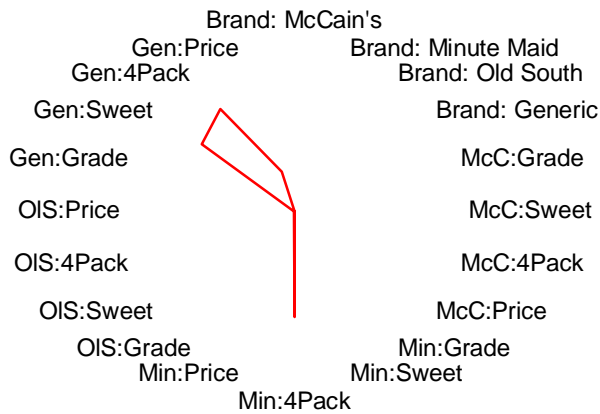 Brand: McCain's
Gen:Price
Brand: Minute Maid
Gen:4Pack
Brand: Old South
Gen:Sweet
Brand: Generic
Gen:Grade
McC:Grade
OlS:Price
McC:Sweet
OlS:4Pack
McC:4Pack
OlS:Sweet
McC:Price
OlS:Grade
Min:Grade
Min:Price
Min:Sweet
Min:4Pack